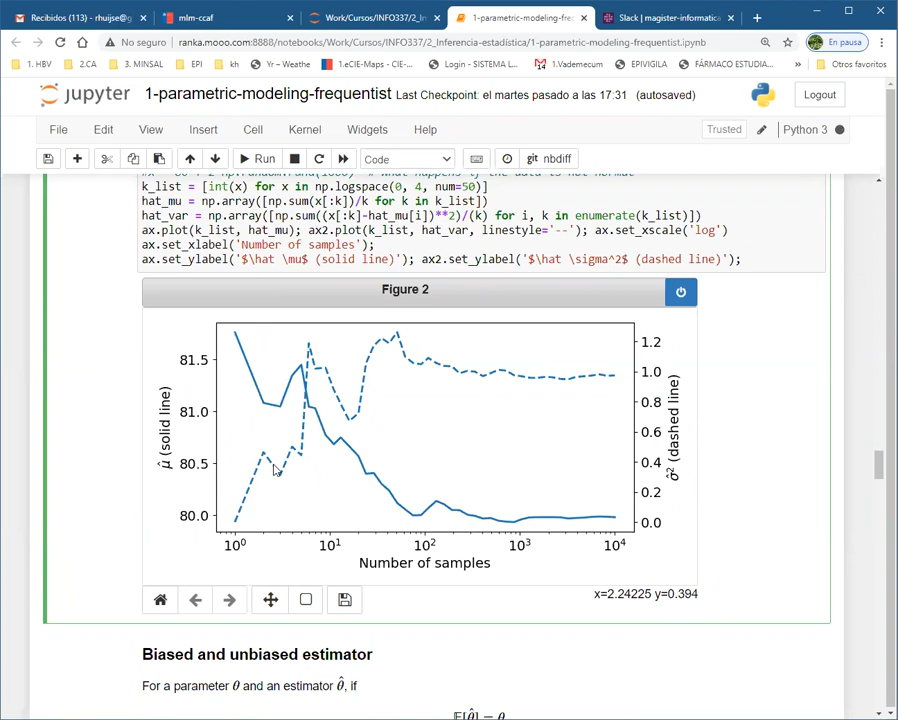 Recibidos (113) - rhuijse@g
mlm-ccaf
Work/Cursos/INFO337/2_In
1-parametric-modeling-fre
Slack | magister-informatica
No seguro
ranka.mooo.com:8888/notebooks/Work/Cursos/INFO337/2_Inferencia-estadística/1-parametric-modeling-frequentist.ipynb
En pausa
1. HBV
2.CA
3. MINSAL
EPI
kh
Yr – Weathe
1.eCIE-Maps - CIE-...
Login - SISTEMA L...
1.Vademecum
EPIVIGILA
FÁRMACO ESTUDIA...
»
Otros favoritos
jupyter
1-parametric-modeling-frequentist Last Checkpoint: el martes pasado a las 17:31 (autosaved)
Logout
File
Edit
View
Insert
Cell
Kernel
Widgets
Help
Trusted
Python 3
Run
Code
git nbdiff
k_list = [int(x) for x in np.logspace(0, 4, num=50)]
hat_mu = np.array([np.sum(x[:k])/k for k in k_list])
hat_var = np.array([np.sum((x[:k]-hat_mu[i])**2)/(k) for i, k in enumerate(k_list)])
ax.plot(k_list, hat_mu); ax2.plot(k_list, hat_var, linestyle='--'); ax.set_xscale('log')
ax.set_xlabel('Number of samples');
ax.set_ylabel('$\hat \mu$ (solid line)'); ax2.set_ylabel('$\hat \sigma^2$ (dashed line)');
Figure 2
81.5
81.0
80.5
80.0
μ̂ (solid line)
1.2
1.0
0.8
0.6
0.4
0.2
0.0
σ̂² (dashed line)
10⁰
10¹
10²
10³
10⁴
Number of samples
x=2.24225 y=0.394
Biased and unbiased estimator
For a parameter θ and an estimator θ̂, if
𝔼[θ̂] = θ